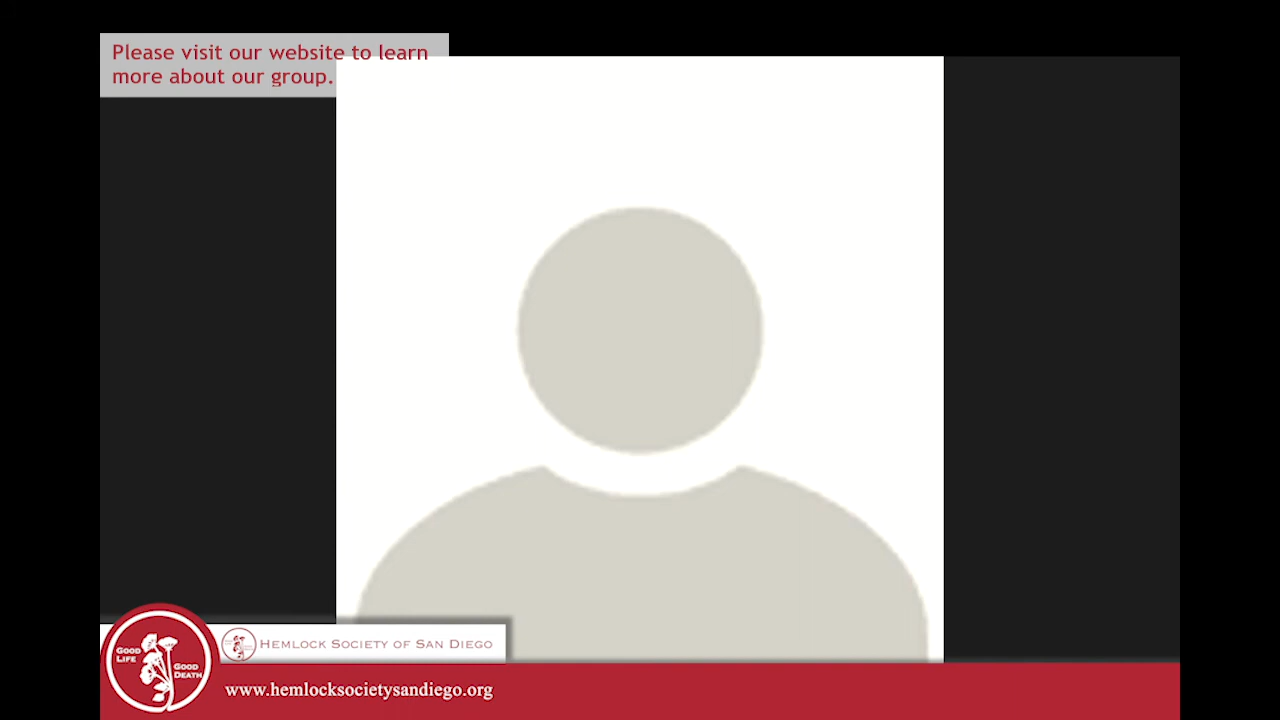 Please visit our website to learn
more about our group.
GOOD
LIFE
GOOD
DEATH
HEMLOCK SOCIETY OF SAN DIEGO
www.hemlocksocietysandiego.org